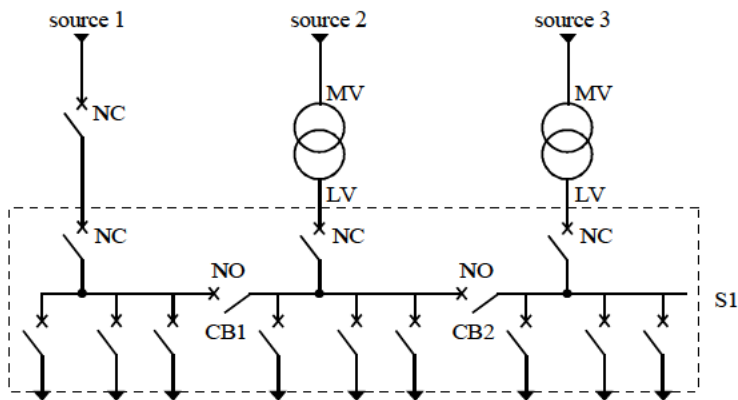 source 1 source 2 source 3
MV MV
NC
LV LV
NC NC NC
NO NO
S1
CB1 CB2